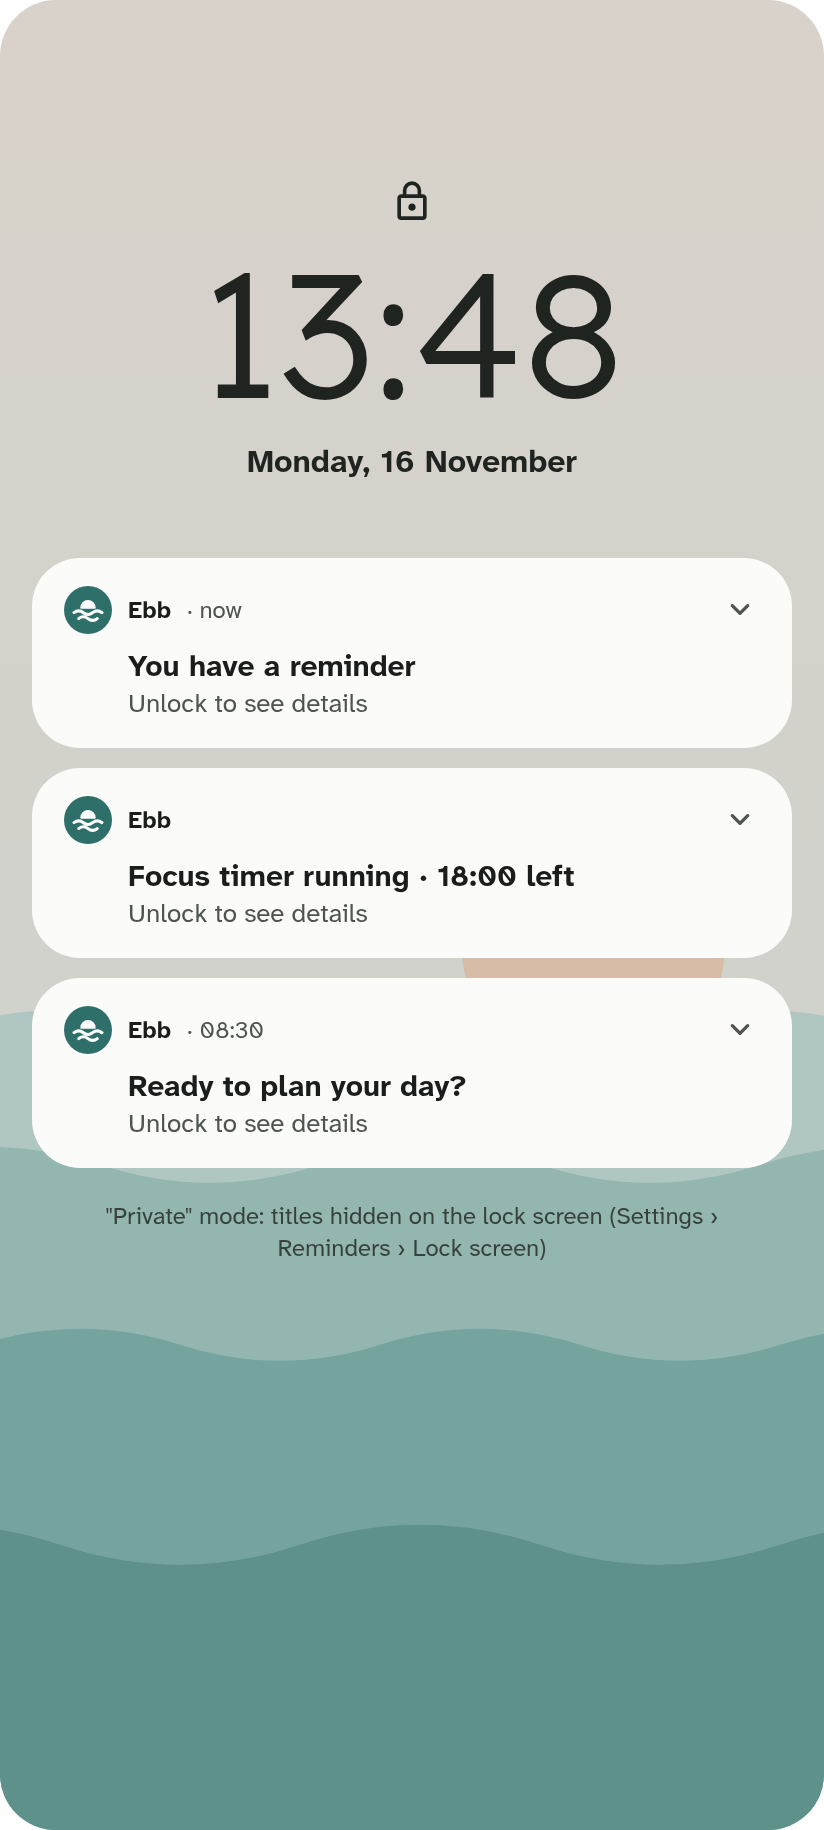 13:48
Monday, 16 November
Ebb · now
You have a reminder
Unlock to see details
Ebb
Focus timer running · 18:00 left
Unlock to see details
Ebb · 08:30
Ready to plan your day?
Unlock to see details
"Private" mode: titles hidden on the lock screen (Settings ›
Reminders › Lock screen)